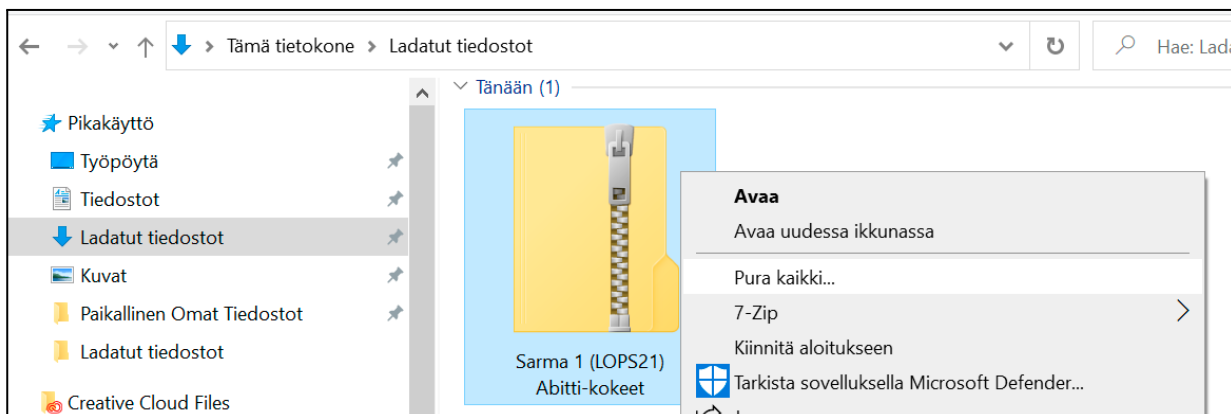 Tämä tietokone > Ladatut tiedostot
Hae: Lada
Pikakäyttö
Työpöytä
Tiedostot
Ladatut tiedostot
Kuvat
Paikallinen Omat Tiedostot
Ladatut tiedostot
Creative Cloud Files
Tänään (1)
Sarma 1 (LOPS21)
Abitti-kokeet
Avaa
Avaa uudessa ikkunassa
Pura kaikki...
7-Zip
Kiinnitä aloitukseen
Tarkista sovelluksella Microsoft Defender...